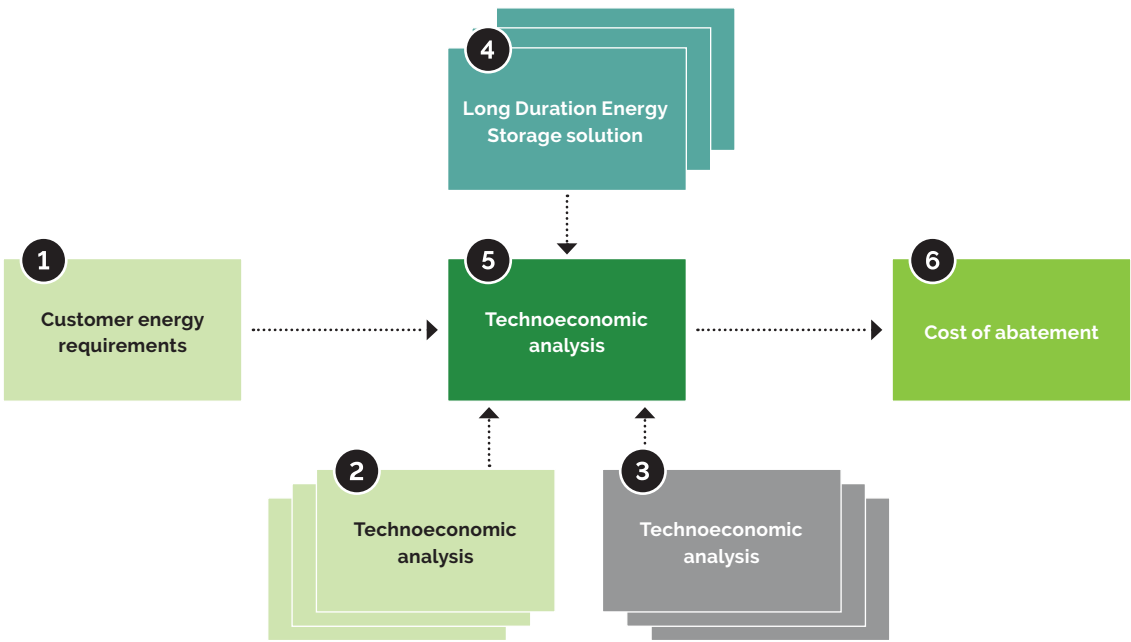 4
Long Duration Energy
Storage solution
1
Customer energy
requirements
5
Technoeconomic
analysis
6
Cost of abatement
2
Technoeconomic
analysis
3
Technoeconomic
analysis